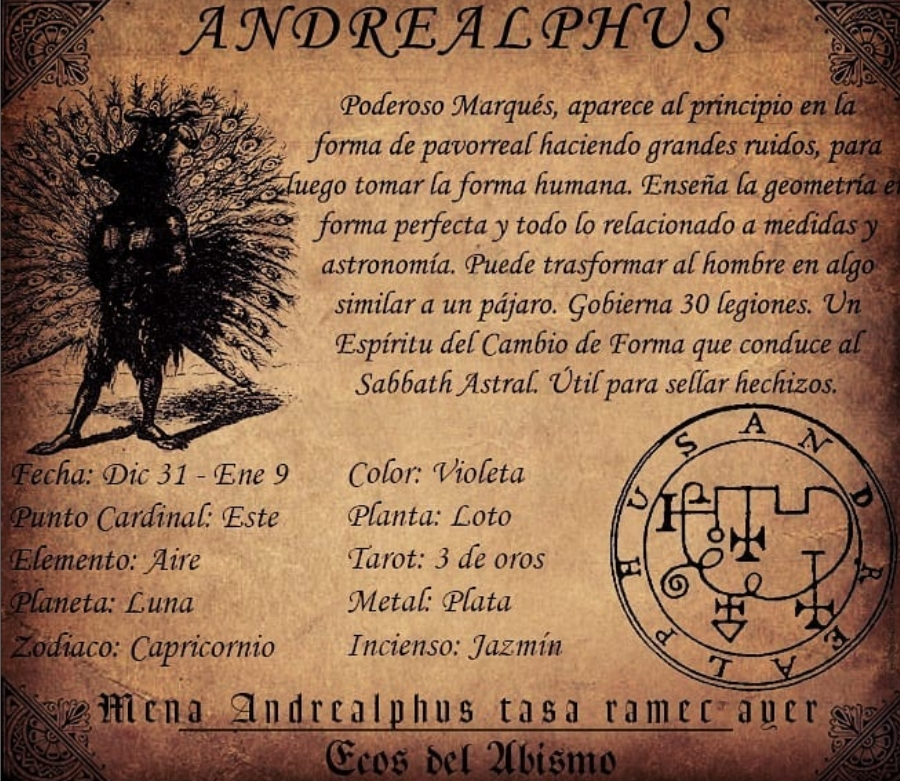 ANDREALPHUS
Poderoso Marqués, aparece al principio en la
forma de pavorreal haciendo grandes ruidos, para
luego tomar la forma humana. Enseña la geometría en
forma perfecta y todo lo relacionado a medidas y
astronomía. Puede trasformar al hombre en algo
similar a un pájaro. Gobierna 30 legiones. Un
Espíritu del Cambio de Forma que conduce al
Sabbath Astral. Útil para sellar hechizos.
Fecha: Dic 31 - Ene 9
Punto Cardinal: Este
Elemento: Aire
Planeta: Luna
Zodiaco: Capricornio
Color: Violeta
Planta: Loto
Tarot: 3 de oros
Metal: Plata
Incienso: Jazmín
ANDREALPHUS
Mena Andrealphus tasa ramec ayer
Ecos del Abismo